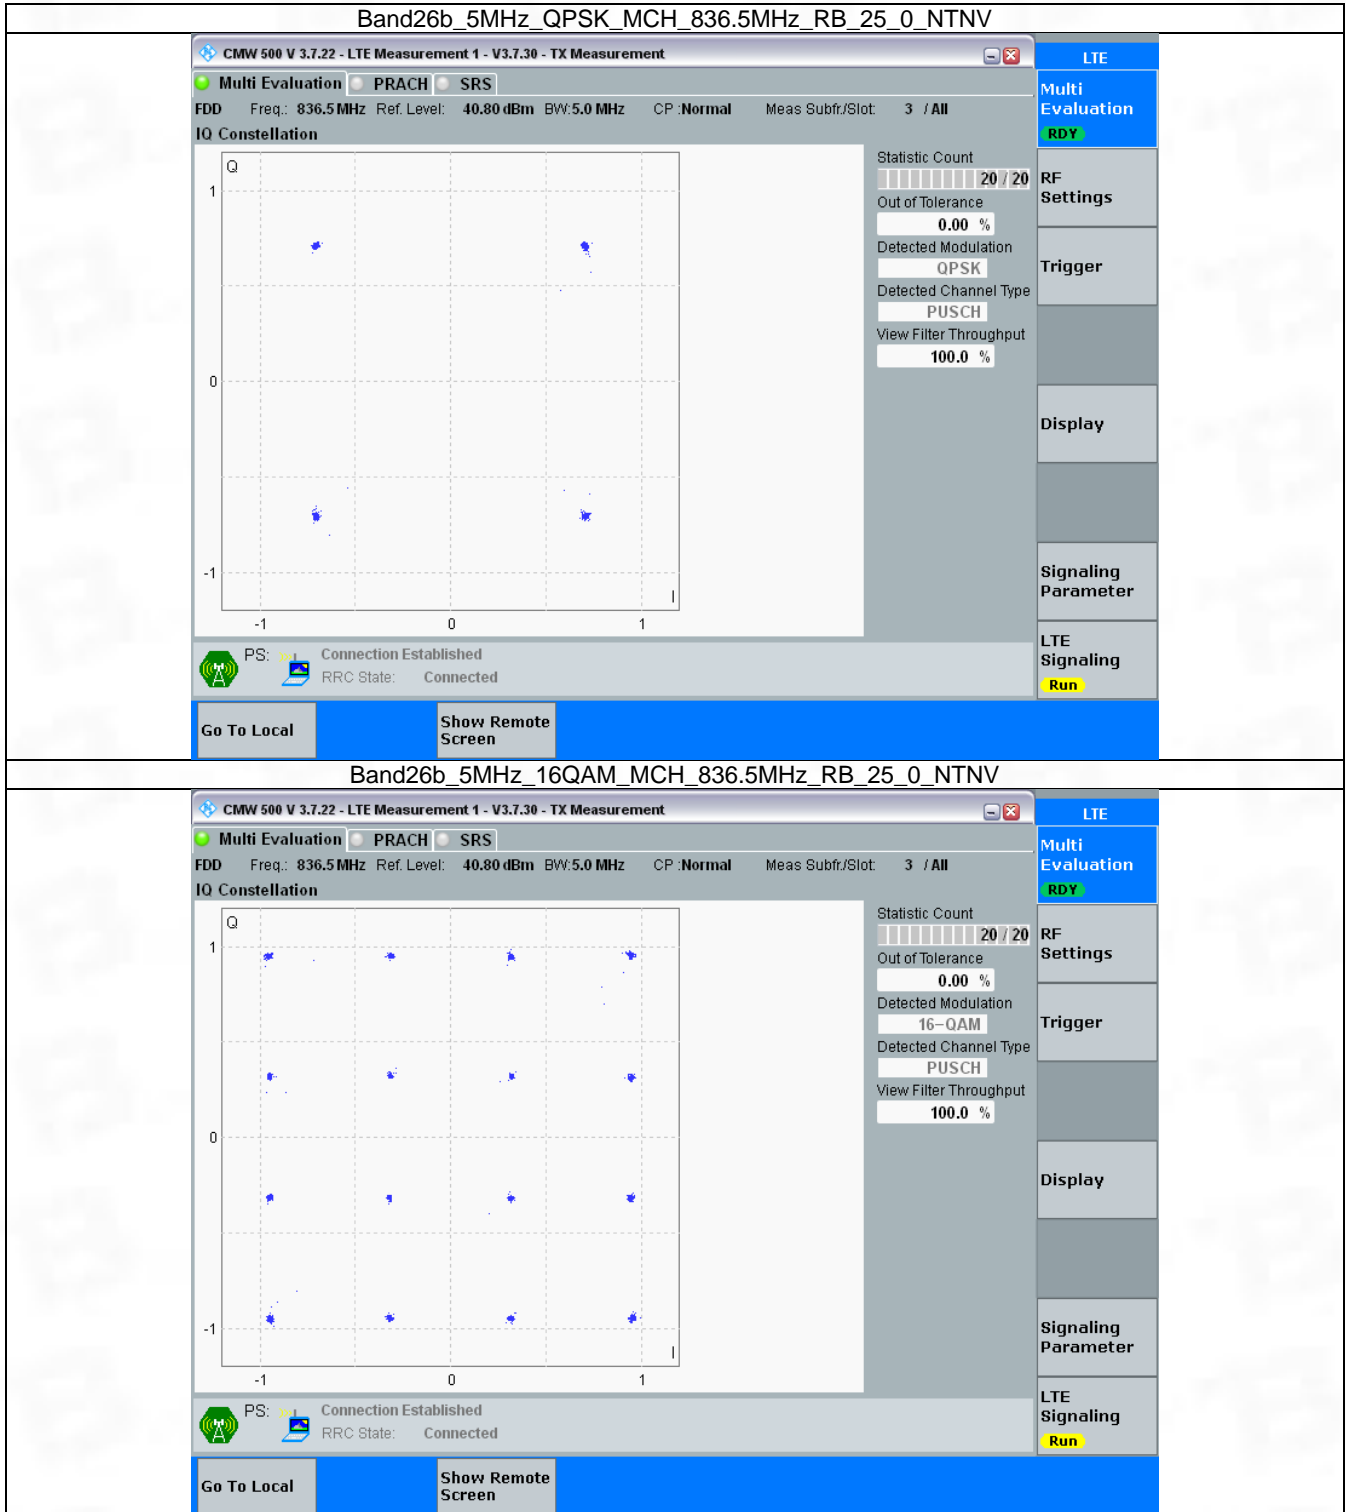 Band26b_5MHz_QPSK_MCH_836.5MHz_RB_25_0_NTNV
CMW 500 V 3.7.22 - LTE Measurement 1 - V3.7.30 - TX Measurement
LTE
Multi Evaluation PRACH SRS
Multi
Evaluation
RDY
FDD Freq.: 836.5 MHz Ref. Level: 40.80 dBm BW:5.0 MHz CP :Normal Meas Subfr./Slot: 3 / All
IQ Constellation
Q
1
0
-1
-1 0 1
I
Statistic Count
20 / 20
Out of Tolerance
0.00 %
Detected Modulation
QPSK
Detected Channel Type
PUSCH
View Filter Throughput
100.0 %
RF
Settings
Trigger
Display
Signaling
Parameter
LTE
Signaling
Run
PS: Connection Established
RRC State: Connected
Go To Local
Show Remote
Screen
Band26b_5MHz_16QAM_MCH_836.5MHz_RB_25_0_NTNV
CMW 500 V 3.7.22 - LTE Measurement 1 - V3.7.30 - TX Measurement
LTE
Multi Evaluation PRACH SRS
Multi
Evaluation
RDY
FDD Freq.: 836.5 MHz Ref. Level: 40.80 dBm BW:5.0 MHz CP :Normal Meas Subfr./Slot: 3 / All
IQ Constellation
Q
1
0
-1
-1 0 1
I
Statistic Count
20 / 20
Out of Tolerance
0.00 %
Detected Modulation
16-QAM
Detected Channel Type
PUSCH
View Filter Throughput
100.0 %
RF
Settings
Trigger
Display
Signaling
Parameter
LTE
Signaling
Run
PS: Connection Established
RRC State: Connected
Go To Local
Show Remote
Screen